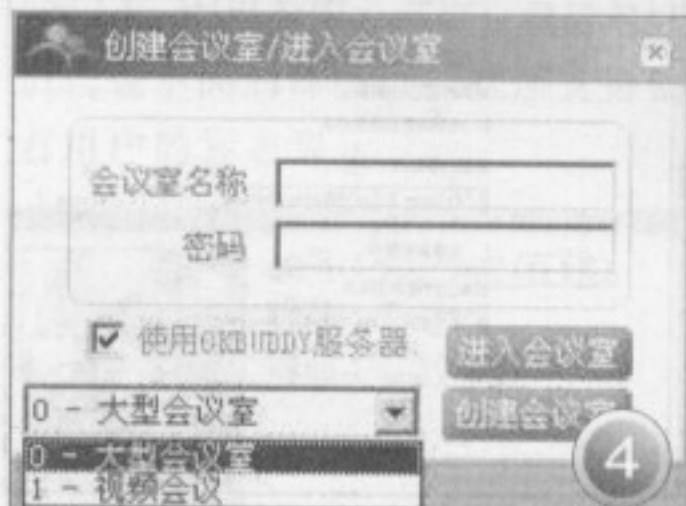 创建会议室/进入会议室
会议室名称
密码
使用OKBUDDY服务器
进入会议室
0 - 大型会议室
创建会议室
0 - 大型会议室
1 - 视频会议
4